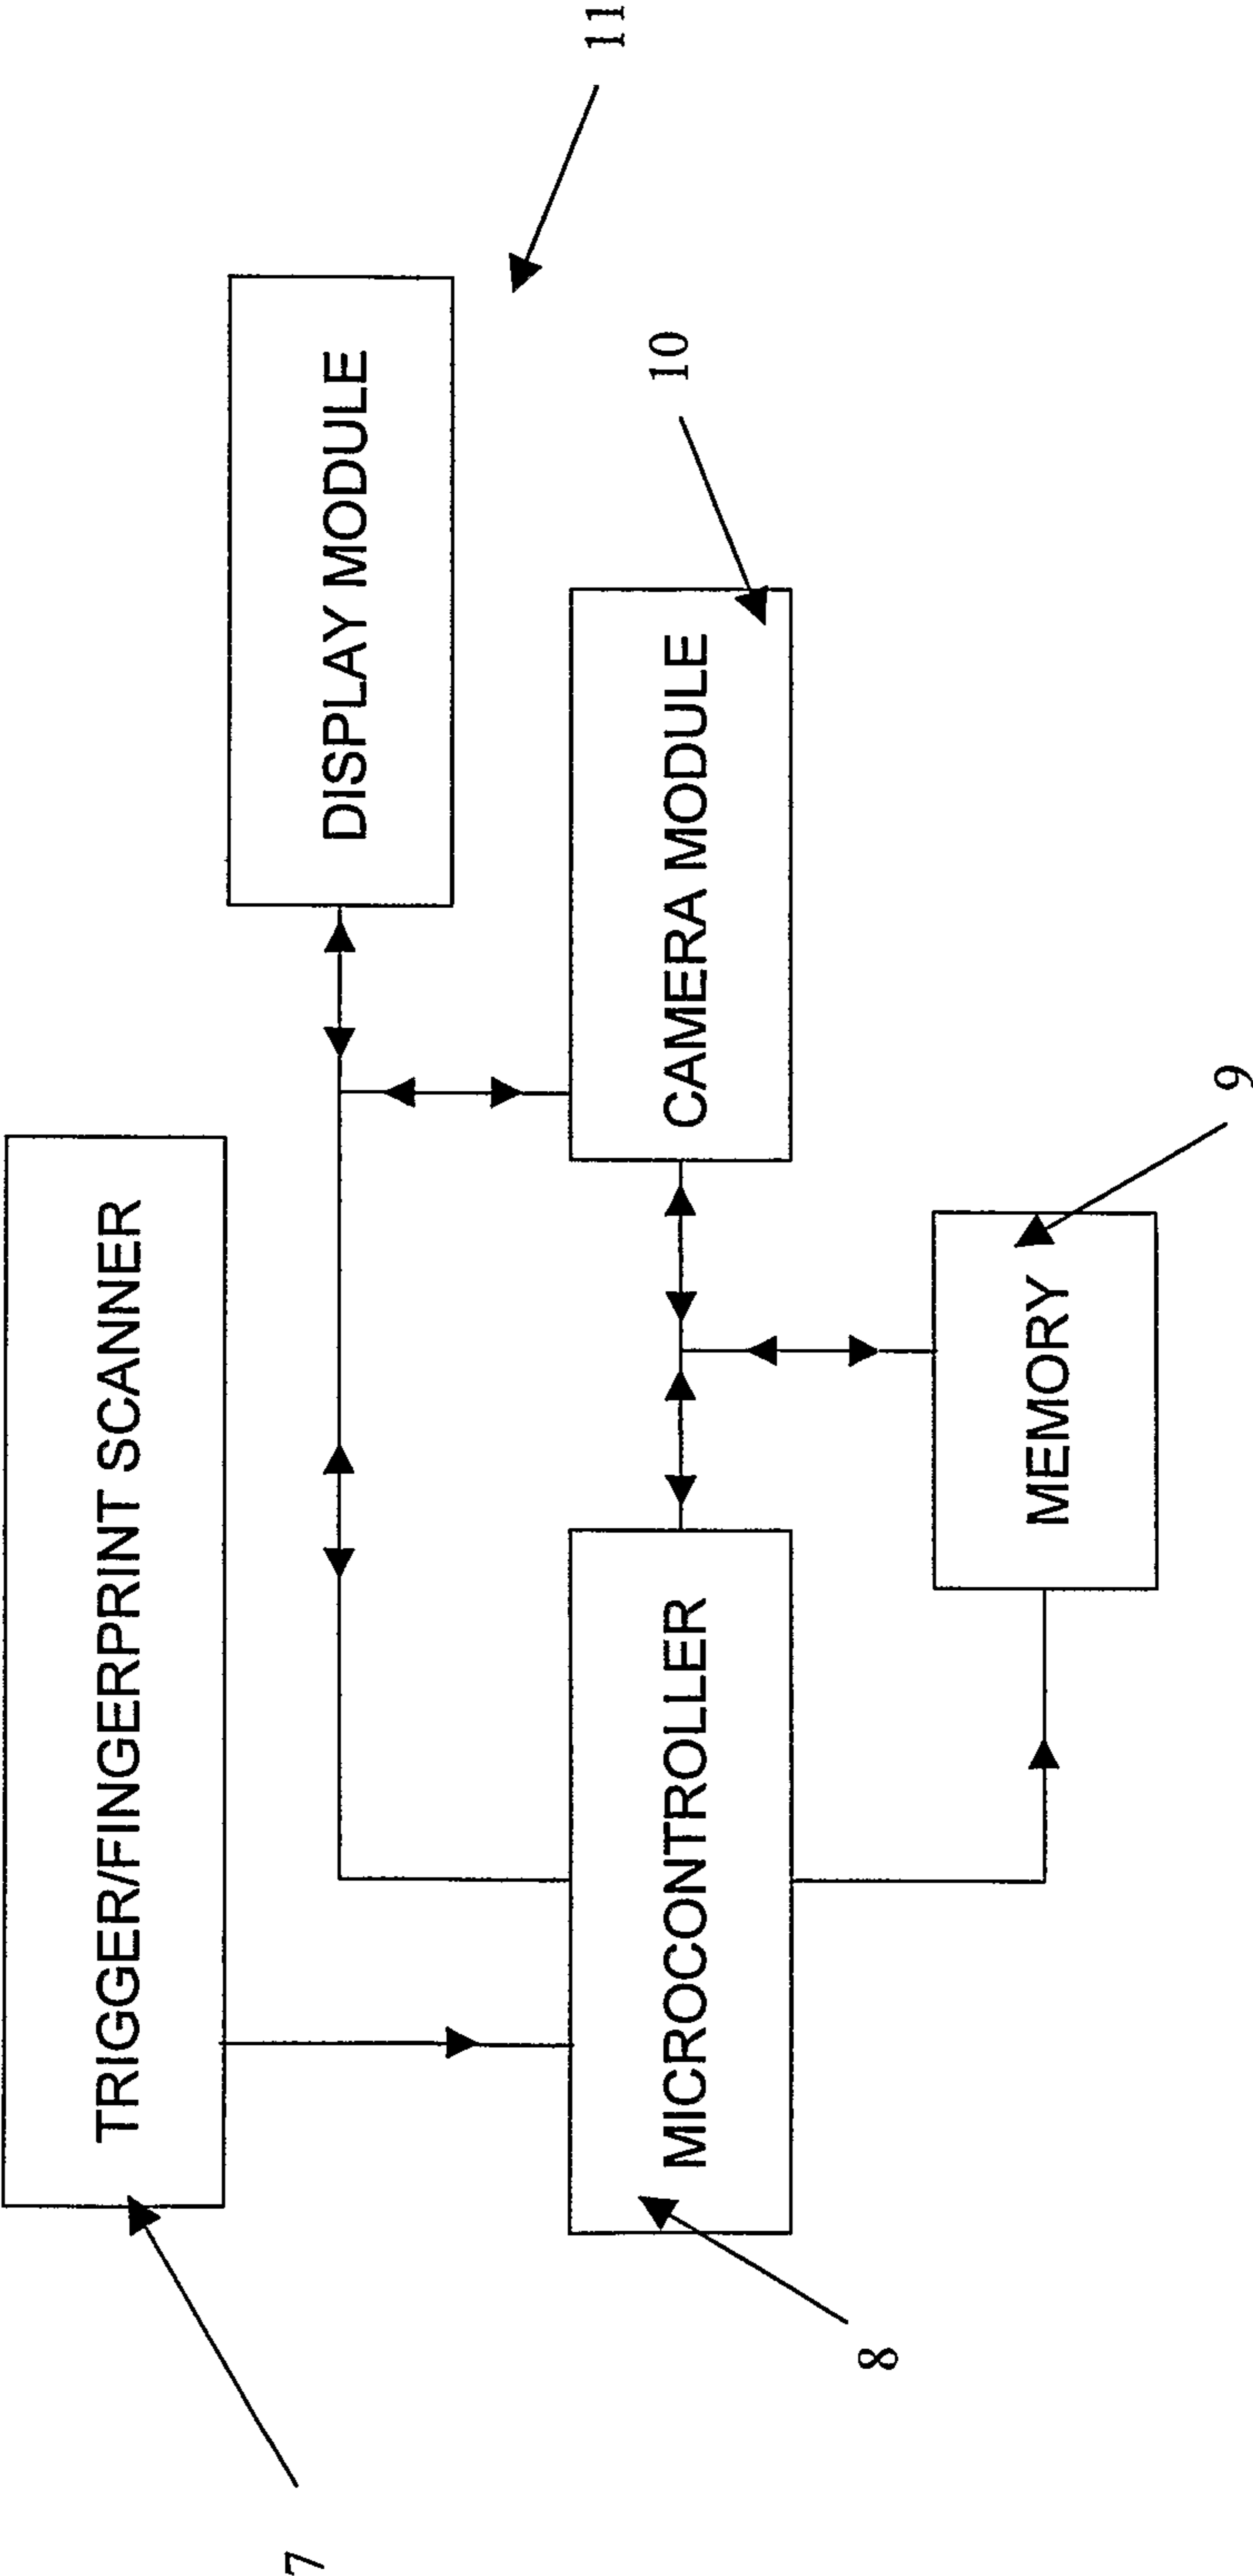 TRIGGER/FINGERPRINT SCANNER
7
DISPLAY MODULE
11
MICROCONTROLLER
8
CAMERA MODULE
10
MEMORY
9